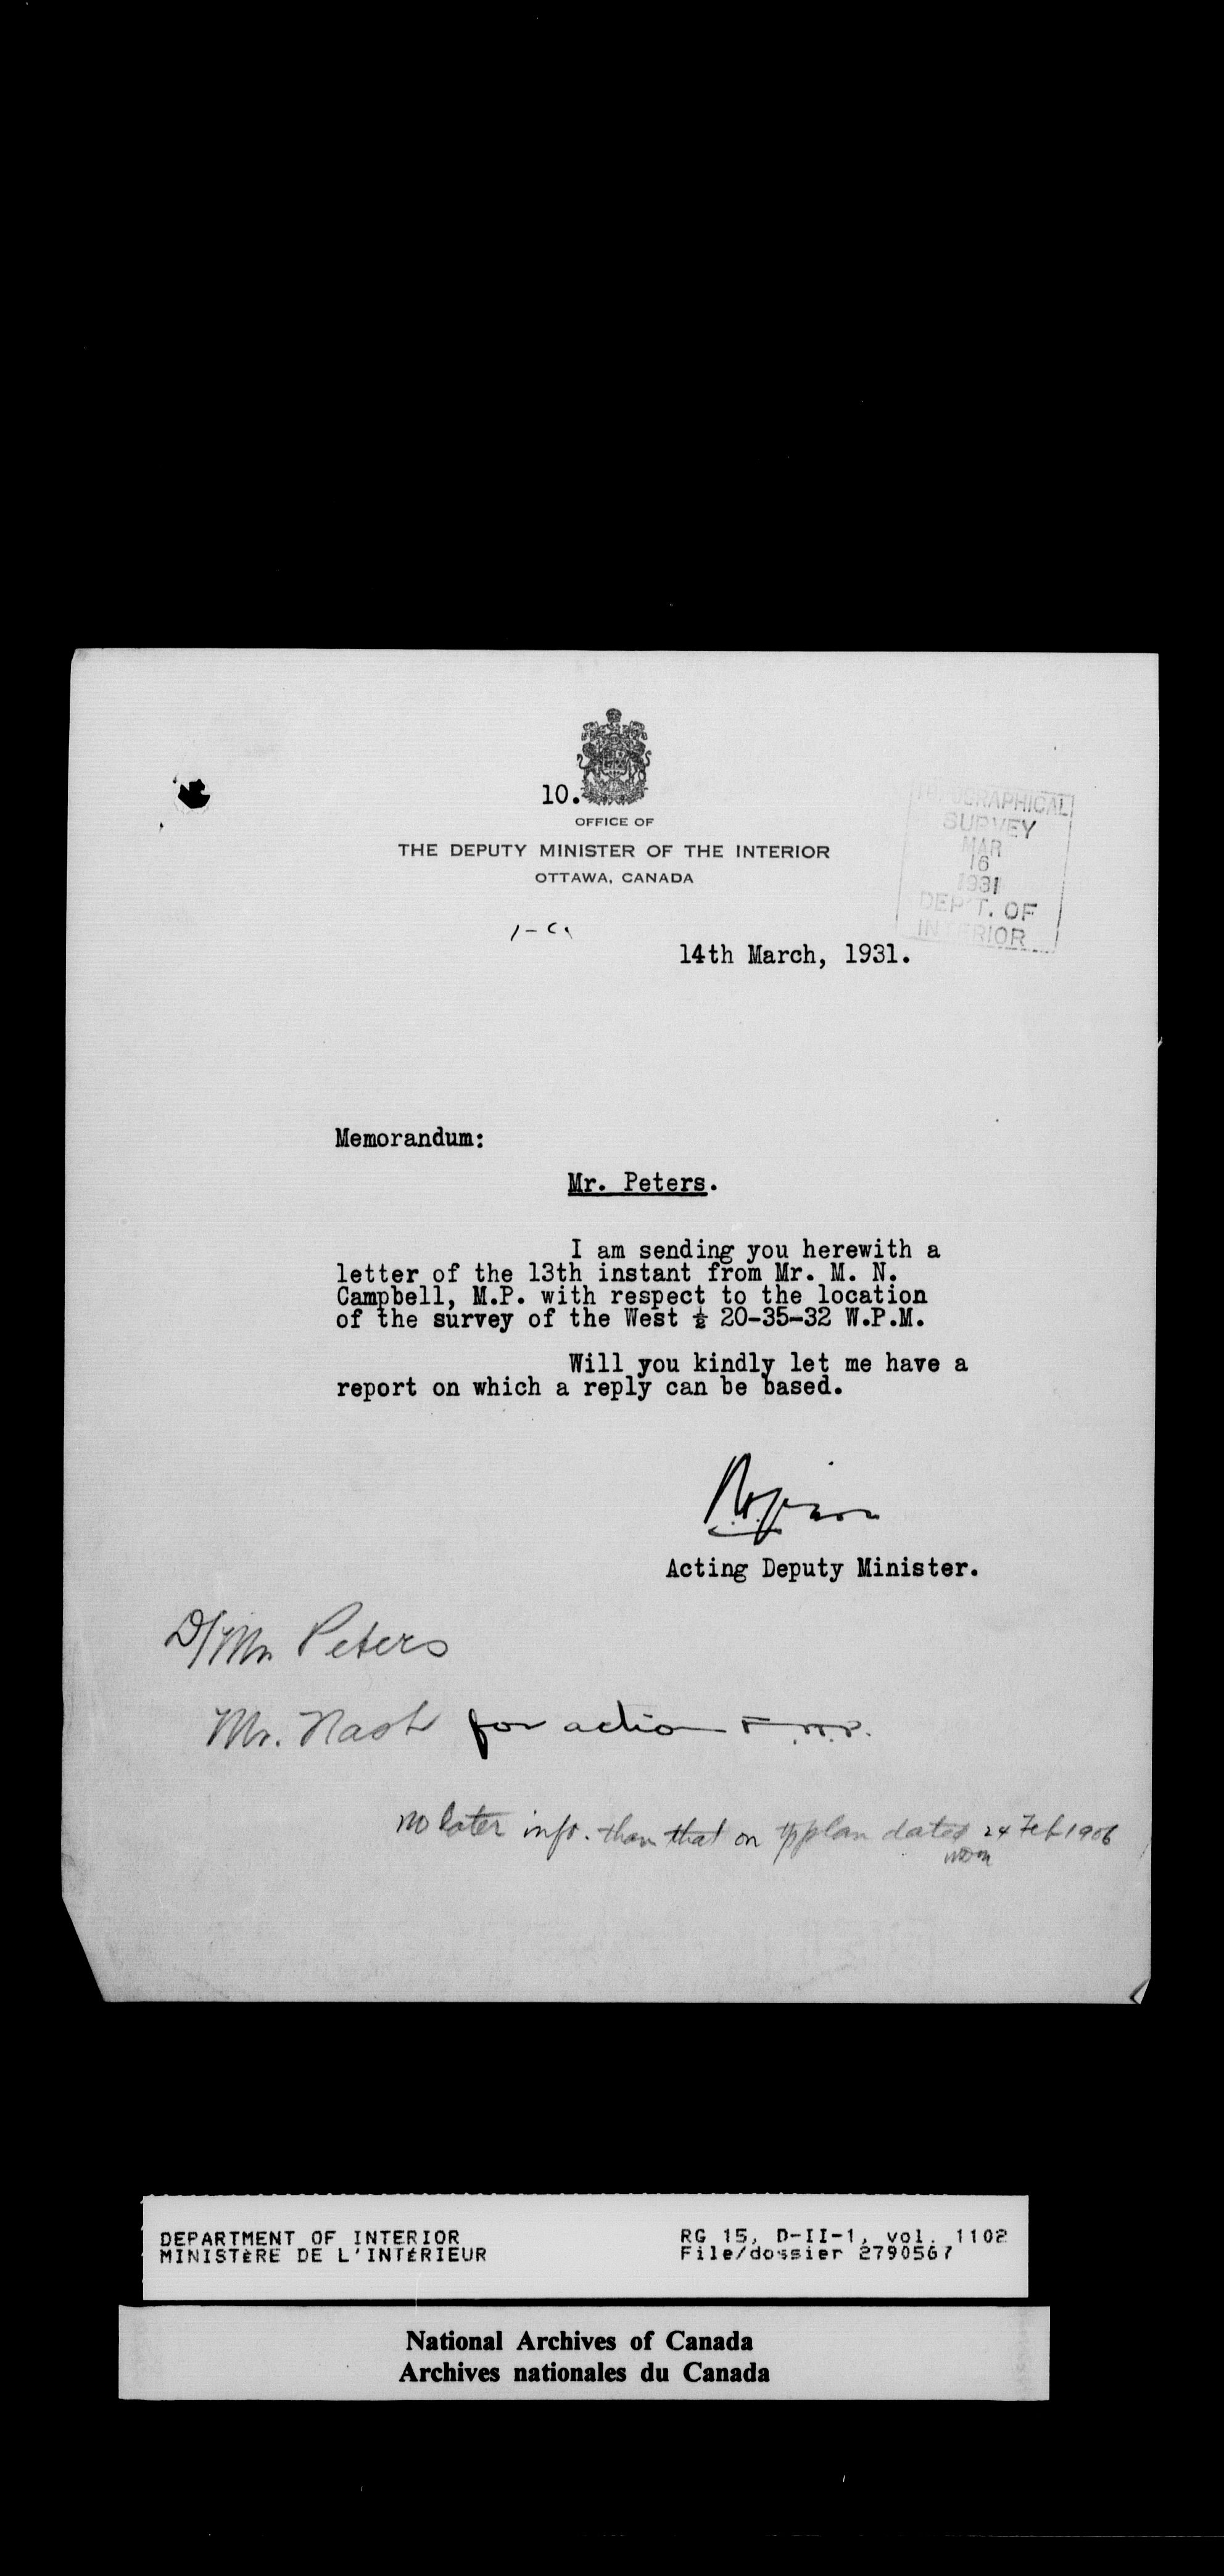 10.
OFFICE OF
THE DEPUTY MINISTER OF THE INTERIOR
OTTAWA, CANADA
TOPOGRAPHICAL
SURVEY
MAR
16
1931
DEP'T. OF
INTERIOR
14th March, 1931.
Memorandum:
Mr. Peters.
I am sending you herewith a
letter of the 13th instant from Mr. M. N.
Campbell, M.P. with respect to the location
of the survey of the West ½ 20-35-32 W.P.M.
Will you kindly let me have a
report on which a reply can be based.
Acting Deputy Minister.
D/Mr. Peters
Mr. Nash for action F.H.P.
no later info. than that on tp plan dated 24 Feb 1906
DEPARTMENT OF INTERIOR
MINISTÈRE DE L'INTÉRIEUR
RG 15, D-II-1, vol. 1102
File/dossier 2790567
National Archives of Canada
Archives nationales du Canada